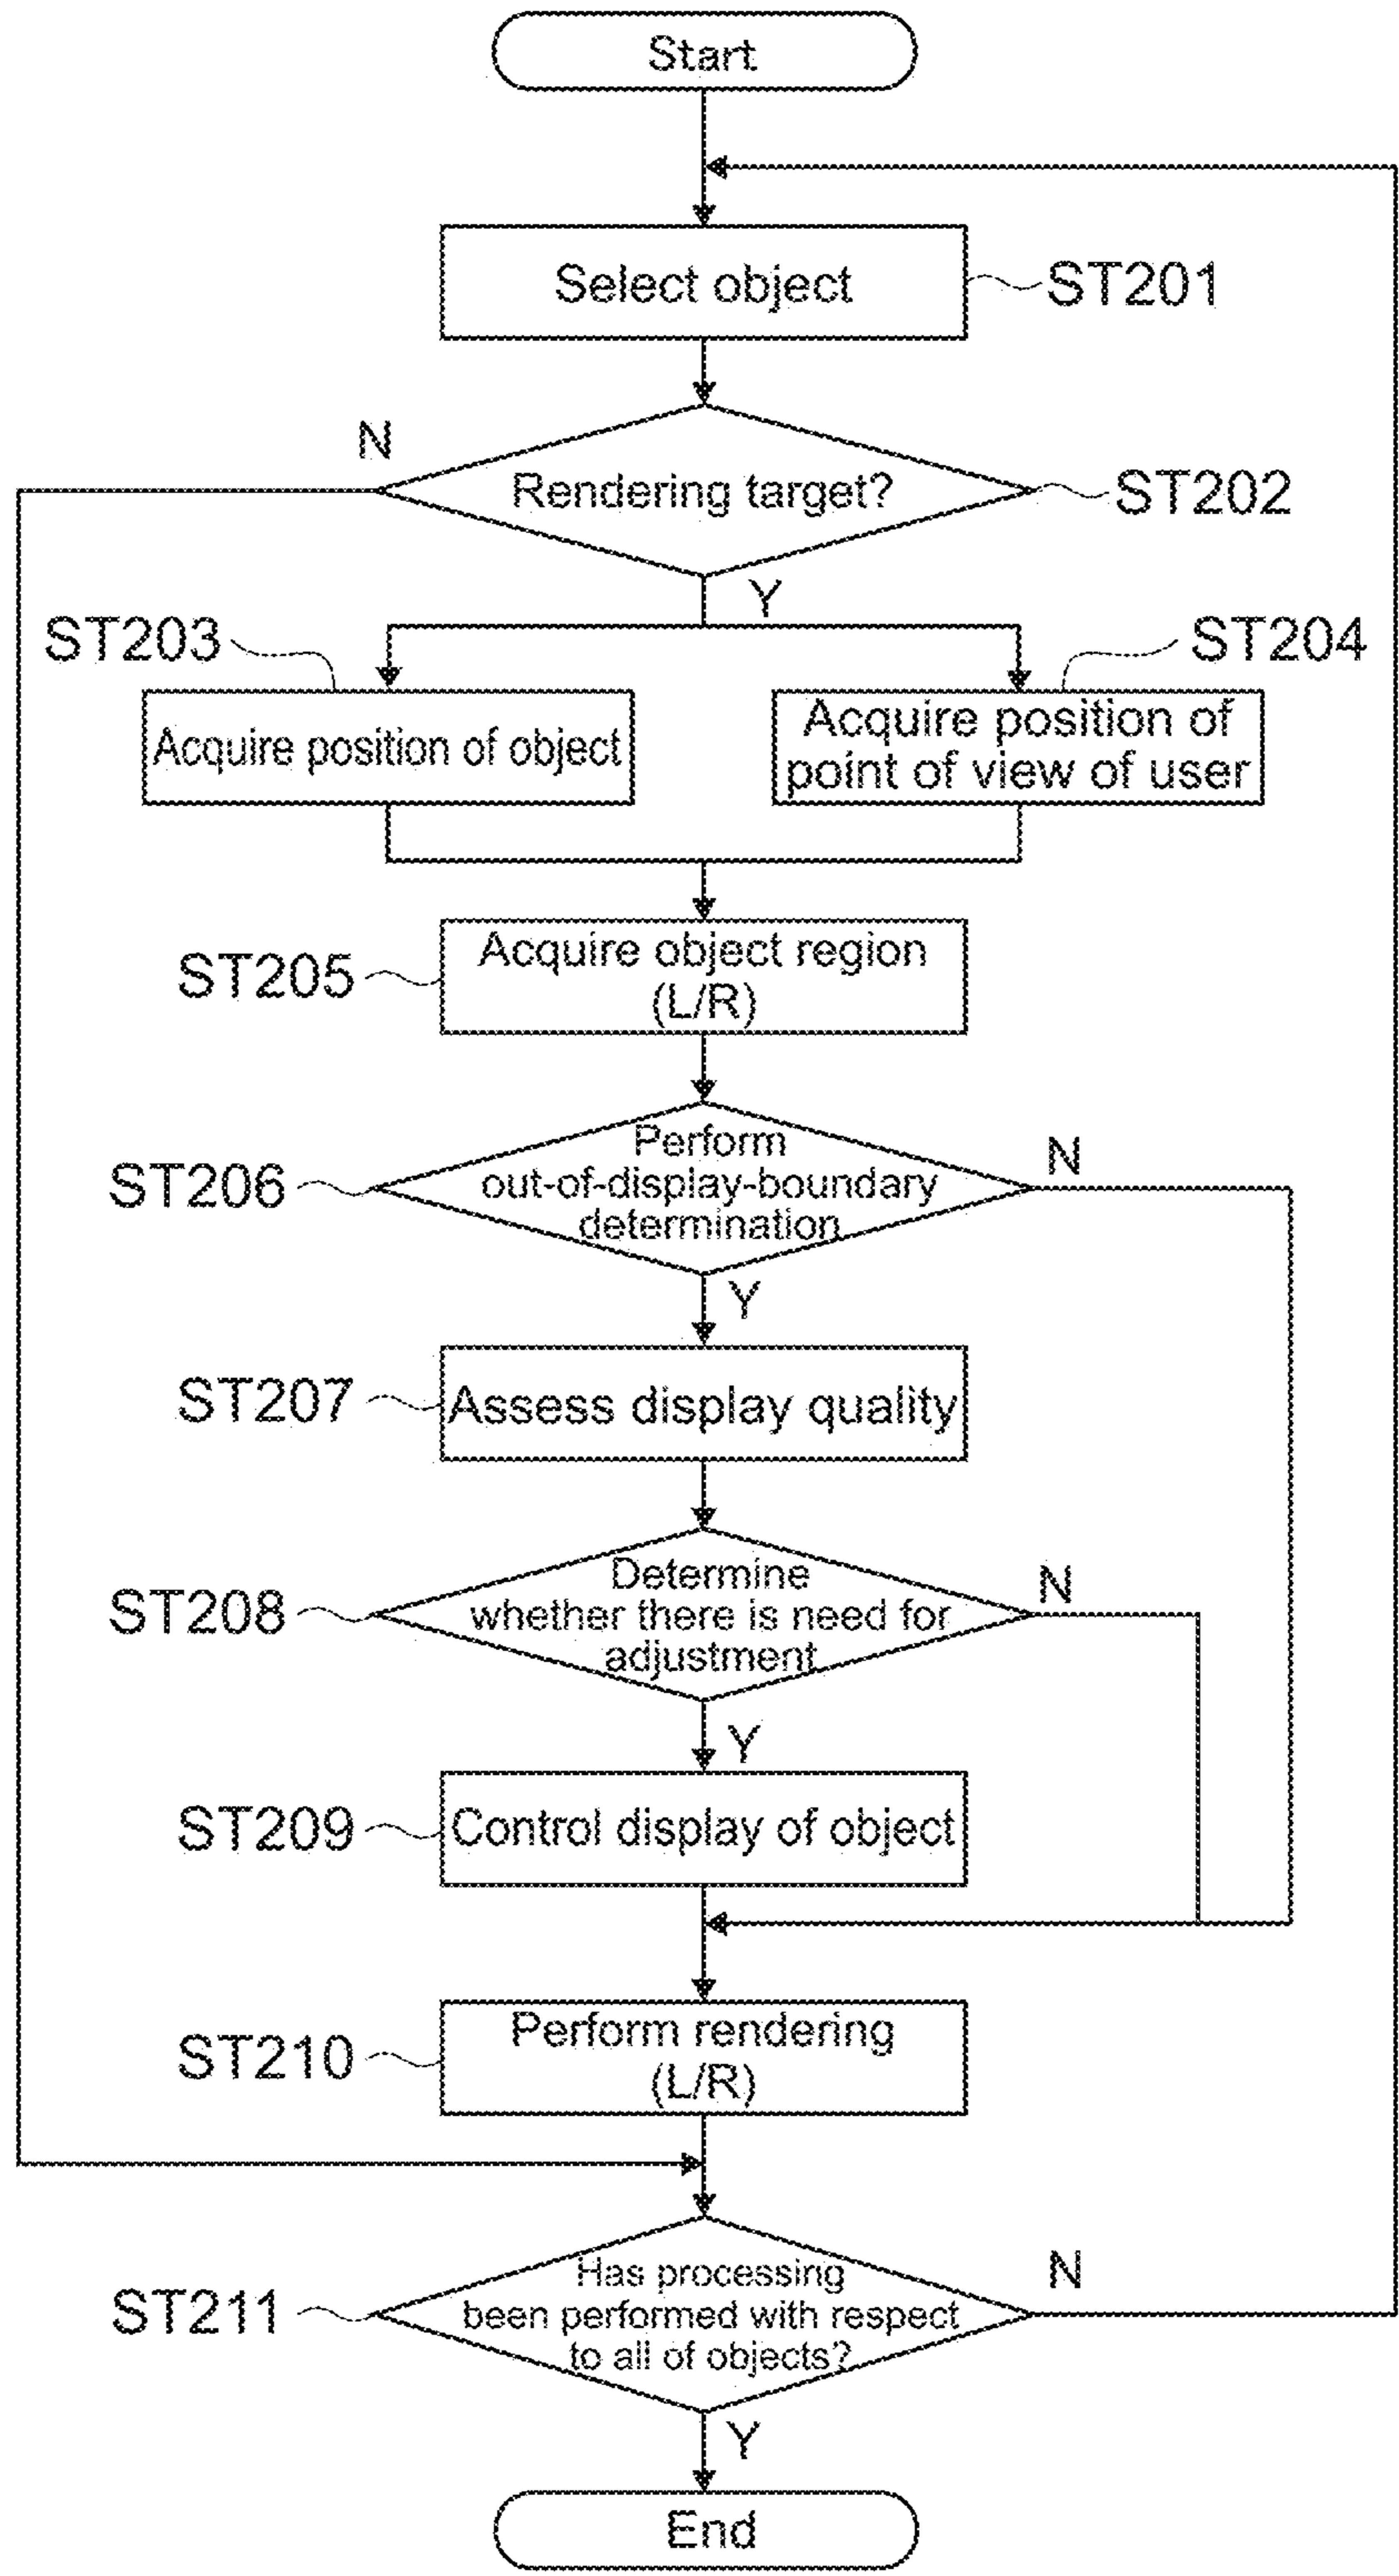 Start
Select object
ST201
N
Rendering target?
ST202
Y
ST203
ST204
Acquire position of object
Acquire position of
point of view of user
ST205
Acquire object region
(L/R)
ST206
Perform
out-of-display-boundary
determination
N
Y
ST207
Assess display quality
ST208
Determine
whether there is need for
adjustment
N
Y
ST209
Control display of object
ST210
Perform rendering
(L/R)
ST211
Has processing
been performed with respect
to all of objects?
N
Y
End